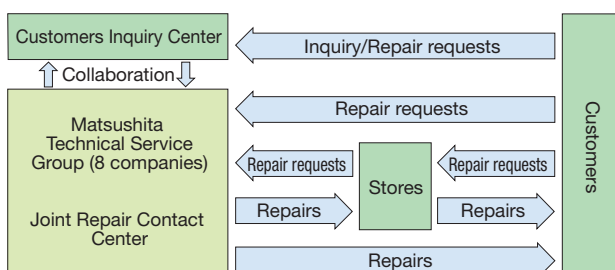 Customers Inquiry Center
Inquiry/Repair requests
Collaboration
Repair requests
Matsushita
Technical Service
Group (8 companies)
Repair requests
Repair requests
Stores
Customers
Joint Repair Contact
Center
Repairs
Repairs
Repairs